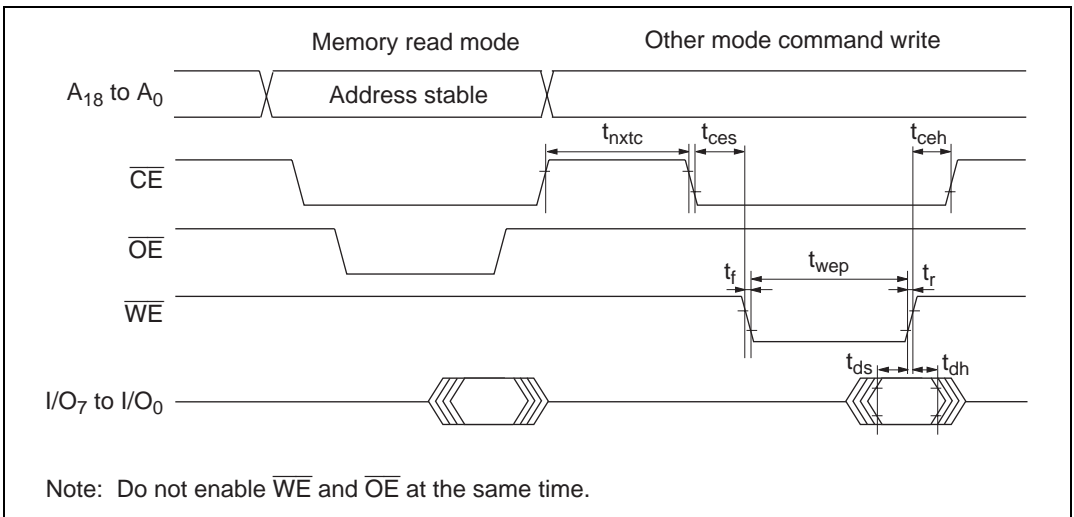 Memory read mode Other mode command write
A18 to A0 Address stable
tnxtc tces tceh
CE
OE
tf twep tr
WE
tds tdh
I/O7 to I/O0
Note: Do not enable WE and OE at the same time.